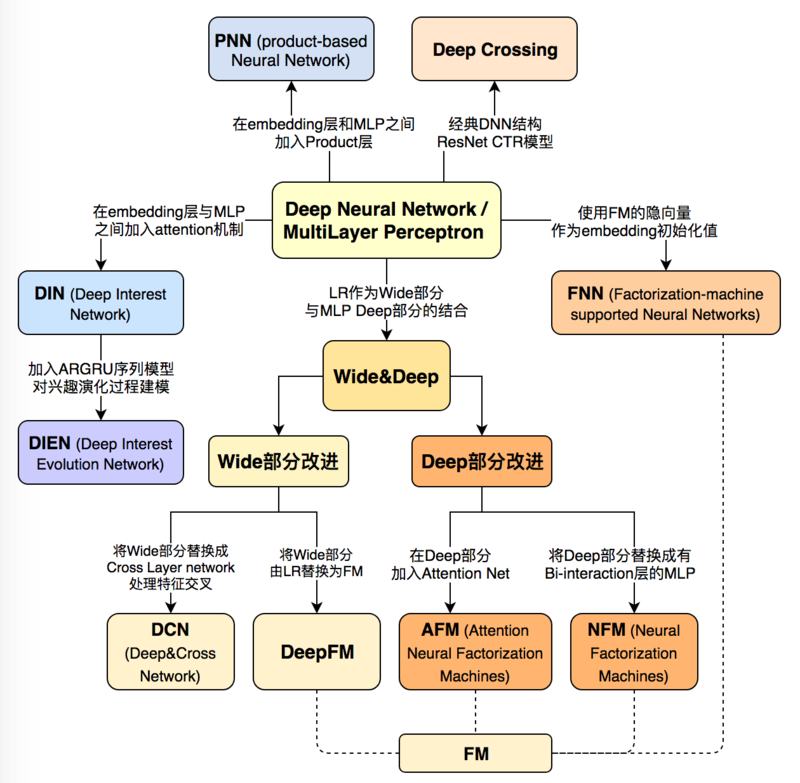 PNN (product-based
Neural Network)
Deep Crossing
在embedding层和MLP之间
加入Product层
经典DNN结构
ResNet CTR模型
Deep Neural Network /
MultiLayer Perceptron
在embedding层与MLP
之间加入attention机制
使用FM的隐向量
作为embedding初始化值
DIN (Deep Interest
Network)
LR作为Wide部分
与MLP Deep部分的结合
FNN (Factorization-machine
supported Neural Networks)
加入ARGRU序列模型
对兴趣演化过程建模
Wide&Deep
DIEN (Deep Interest
Evolution Network)
Wide部分改进
Deep部分改进
将Wide部分替换成
Cross Layer network
处理特征交叉
将Wide部分
由LR替换为FM
在Deep部分
加入Attention Net
将Deep部分替换成有
Bi-interaction层的MLP
DCN
(Deep&Cross
Network)
DeepFM
AFM (Attention
Neural Factorization
Machines)
NFM (Neural
Factorization
Machines)
FM